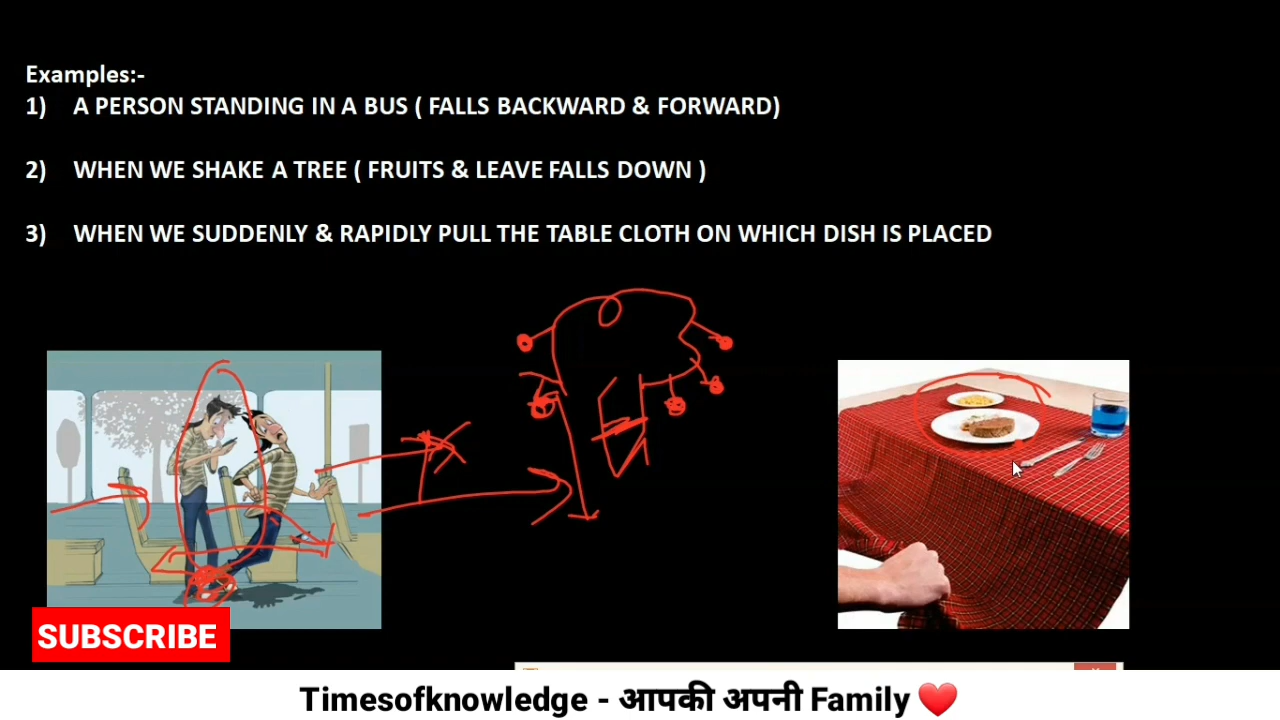 Examples:-
1) A PERSON STANDING IN A BUS ( FALLS BACKWARD & FORWARD)
2) WHEN WE SHAKE A TREE ( FRUITS & LEAVE FALLS DOWN )
3) WHEN WE SUDDENLY & RAPIDLY PULL THE TABLE CLOTH ON WHICH DISH IS PLACED
SUBSCRIBE
Timesofknowledge - आपकी अपनी Family ❤️